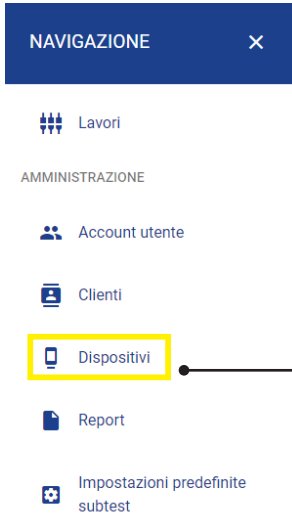 NAVIGAZIONE
Lavori
AMMINISTRAZIONE
Account utente
Clienti
Dispositivi
Report
Impostazioni predefinite
subtest